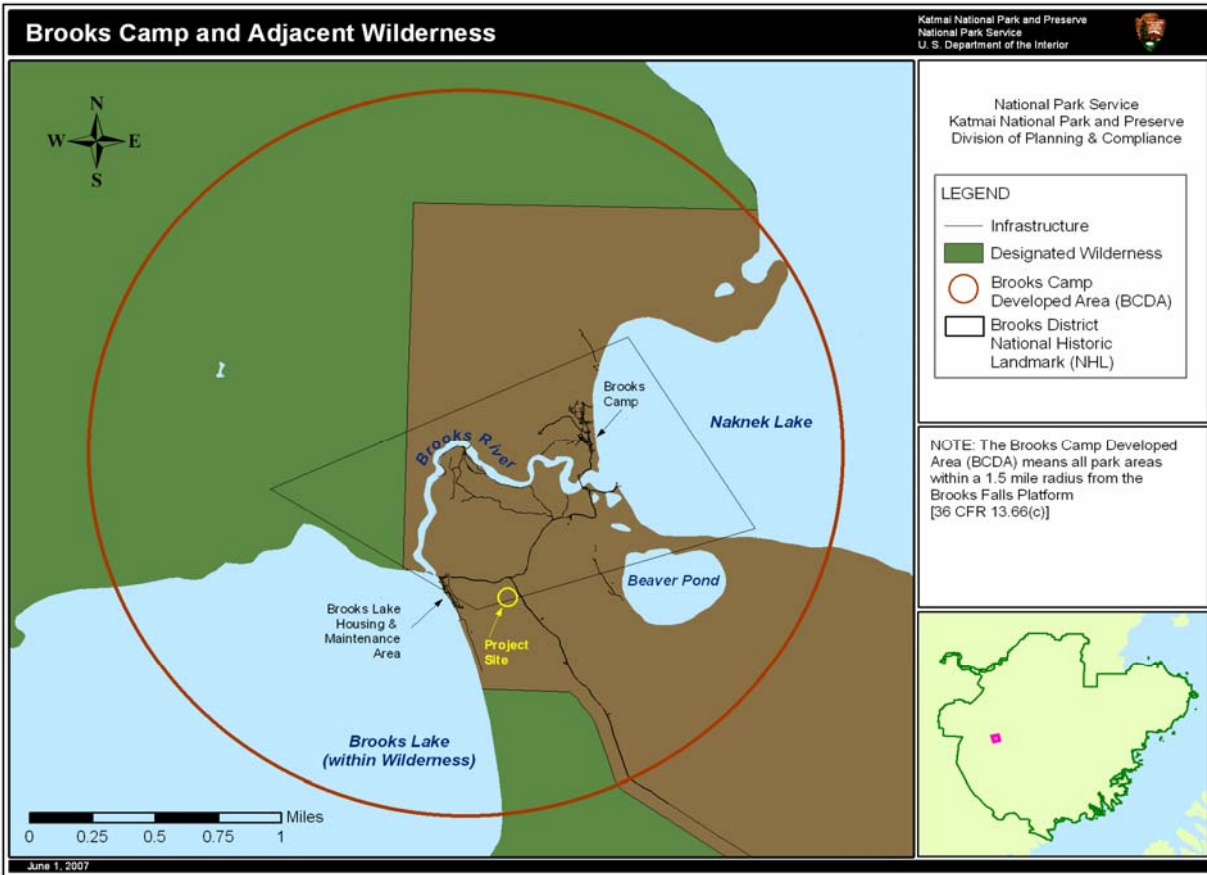 Brooks Camp and Adjacent Wilderness
Katmai National Park and Preserve
National Park Service
U. S. Department of the Interior
N
W E
S
Brooks
Camp
Naknek Lake
Brooks River
Beaver Pond
Brooks Lake
Housing &
Maintenance
Area
Project
Site
Brooks Lake
(within Wilderness)
Miles
0 0.25 0.5 0.75 1
National Park Service
Katmai National Park and Preserve
Division of Planning & Compliance
LEGEND
Infrastructure
Designated Wilderness
Brooks Camp
Developed Area (BCDA)
Brooks District
National Historic
Landmark (NHL)
NOTE: The Brooks Camp Developed
Area (BCDA) means all park areas
within a 1.5 mile radius from the
Brooks Falls Platform
[36 CFR 13.66(c)]
June 1, 2007